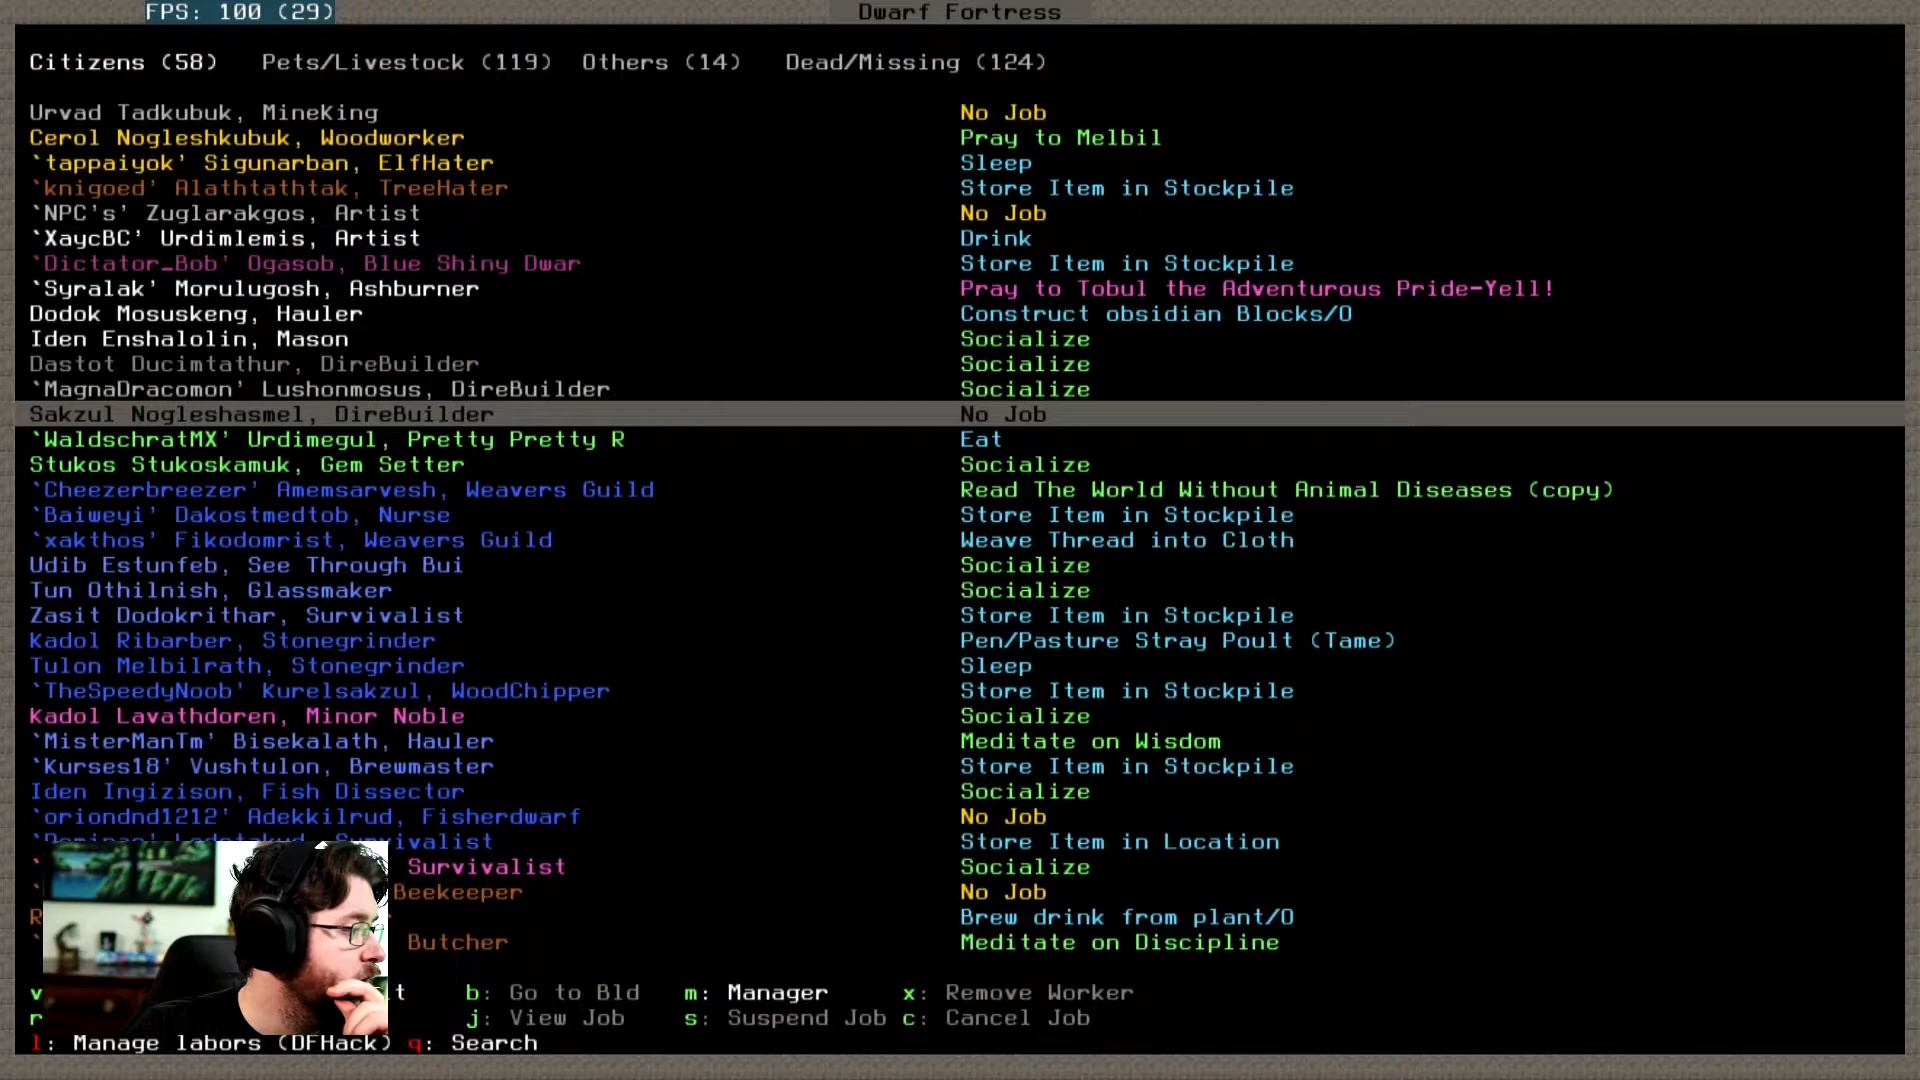 FPS: 100 (29) Dwarf Fortress
Citizens (58) Pets/Livestock (119) Others (14) Dead/Missing (124)
Urvad Tadkubuk, MineKing No Job
Cerol Nogleshkubuk, Woodworker Pray to Melbil
`tappaiyok' Sigunarban, ElfHater Sleep
`knigoed' Alathtathtak, TreeHater Store Item in Stockpile
`NPC's' Zuglarakgos, Artist No Job
`XaycBC' Urdimlemis, Artist Drink
`Dictator_Bob' Ogasob, Blue Shiny Dwar Store Item in Stockpile
`Syralak' Morulugosh, Ashburner Pray to Tobul the Adventurous Pride-Yell!
Dodok Mosuskeng, Hauler Construct obsidian Blocks/O
Iden Enshalolin, Mason Socialize
Dastot Ducimtathur, DireBuilder Socialize
`MagnaDracomon' Lushonmosus, DireBuilder Socialize
Sakzul Nogleshasmel, DireBuilder No Job
`WaldschratMX' Urdimegul, Pretty Pretty R Eat
Stukos Stukoskamuk, Gem Setter Socialize
`Cheezerbreezer' Amemsarvesh, Weavers Guild Read The World Without Animal Diseases (copy)
`Baiweyi' Dakostmedtob, Nurse Store Item in Stockpile
`xakthos' Fikodomrist, Weavers Guild Weave Thread into Cloth
Udib Estunfeb, See Through Bui Socialize
Tun Othilnish, Glassmaker Socialize
Zasit Dodokrithar, Survivalist Store Item in Stockpile
Kadol Ribarber, Stonegrinder Pen/Pasture Stray Poult (Tame)
Tulon Melbilrath, Stonegrinder Sleep
`TheSpeedyNoob' Kurelsakzul, WoodChipper Store Item in Stockpile
Kadol Lavathdoren, Minor Noble Socialize
`MisterManTm' Bisekalath, Hauler Meditate on Wisdom
`Kurses18' Vushtulon, Brewmaster Store Item in Stockpile
Iden Ingizison, Fish Dissector Socialize
`oriondnd1212' Adekkilrud, Fisherdwarf No Job
Store Item in Location
Survivalist Socialize
Beekeeper No Job
R Brew drink from plant/O
Butcher Meditate on Discipline
v t b: Go to Bld m: Manager x: Remove Worker
r j: View Job s: Suspend Job c: Cancel Job
l: Manage labors (DFHack) q: Search